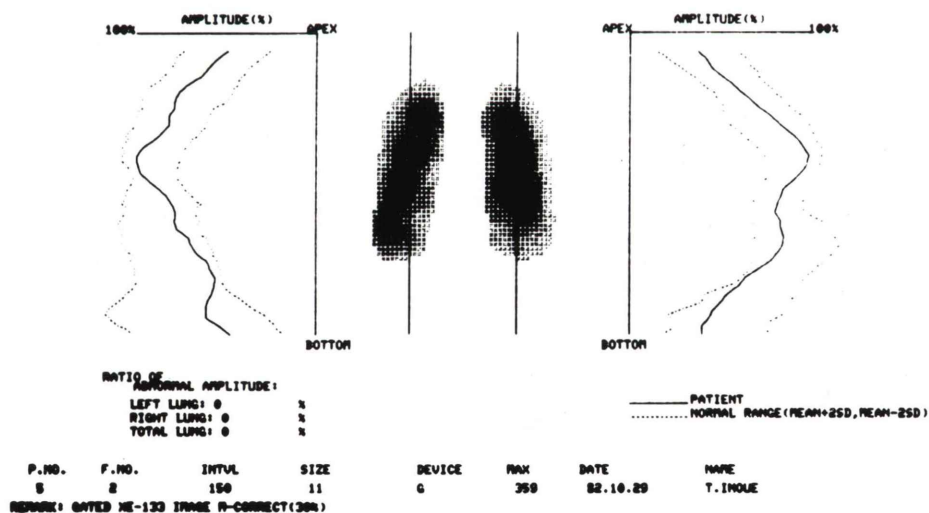 AMPLITUDE(%) AMPLITUDE(%)
100% APEX APEX 100%
BOTTOM BOTTOM
RATIO OF
ABNORMAL AMPLITUDE:
LEFT LUNG: 0 %
RIGHT LUNG: 0 %
TOTAL LUNG: 0 %
PATIENT
NORMAL RANGE(MEAN+2SD,MEAN-2SD)
P.NO. F.NO. INTVL SIZE DEVICE MAX DATE NAME
5 2 150 11 G 359 82.10.29 T.INOUE
REMARK: GATED XE-133 IMAGE M-CORRECT(30%)